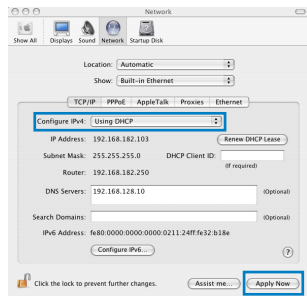 Network
Show All Displays Sound Network Startup Disk
Location: Automatic
Show: Built-in Ethernet
TCP/IP PPPoE AppleTalk Proxies Ethernet
Configure IPv4: Using DHCP
IP Address: 192.168.182.103 Renew DHCP Lease
Subnet Mask: 255.255.255.0 DHCP Client ID:
(If required)
Router: 192.168.182.250
DNS Servers: 192.168.128.10 (Optional)
Search Domains: (Optional)
IPv6 Address: fe80:0000:0000:0000:0211:24ff:fe32:b18e
Configure IPv6... ?
Click the lock to prevent further changes. Assist me... Apply Now